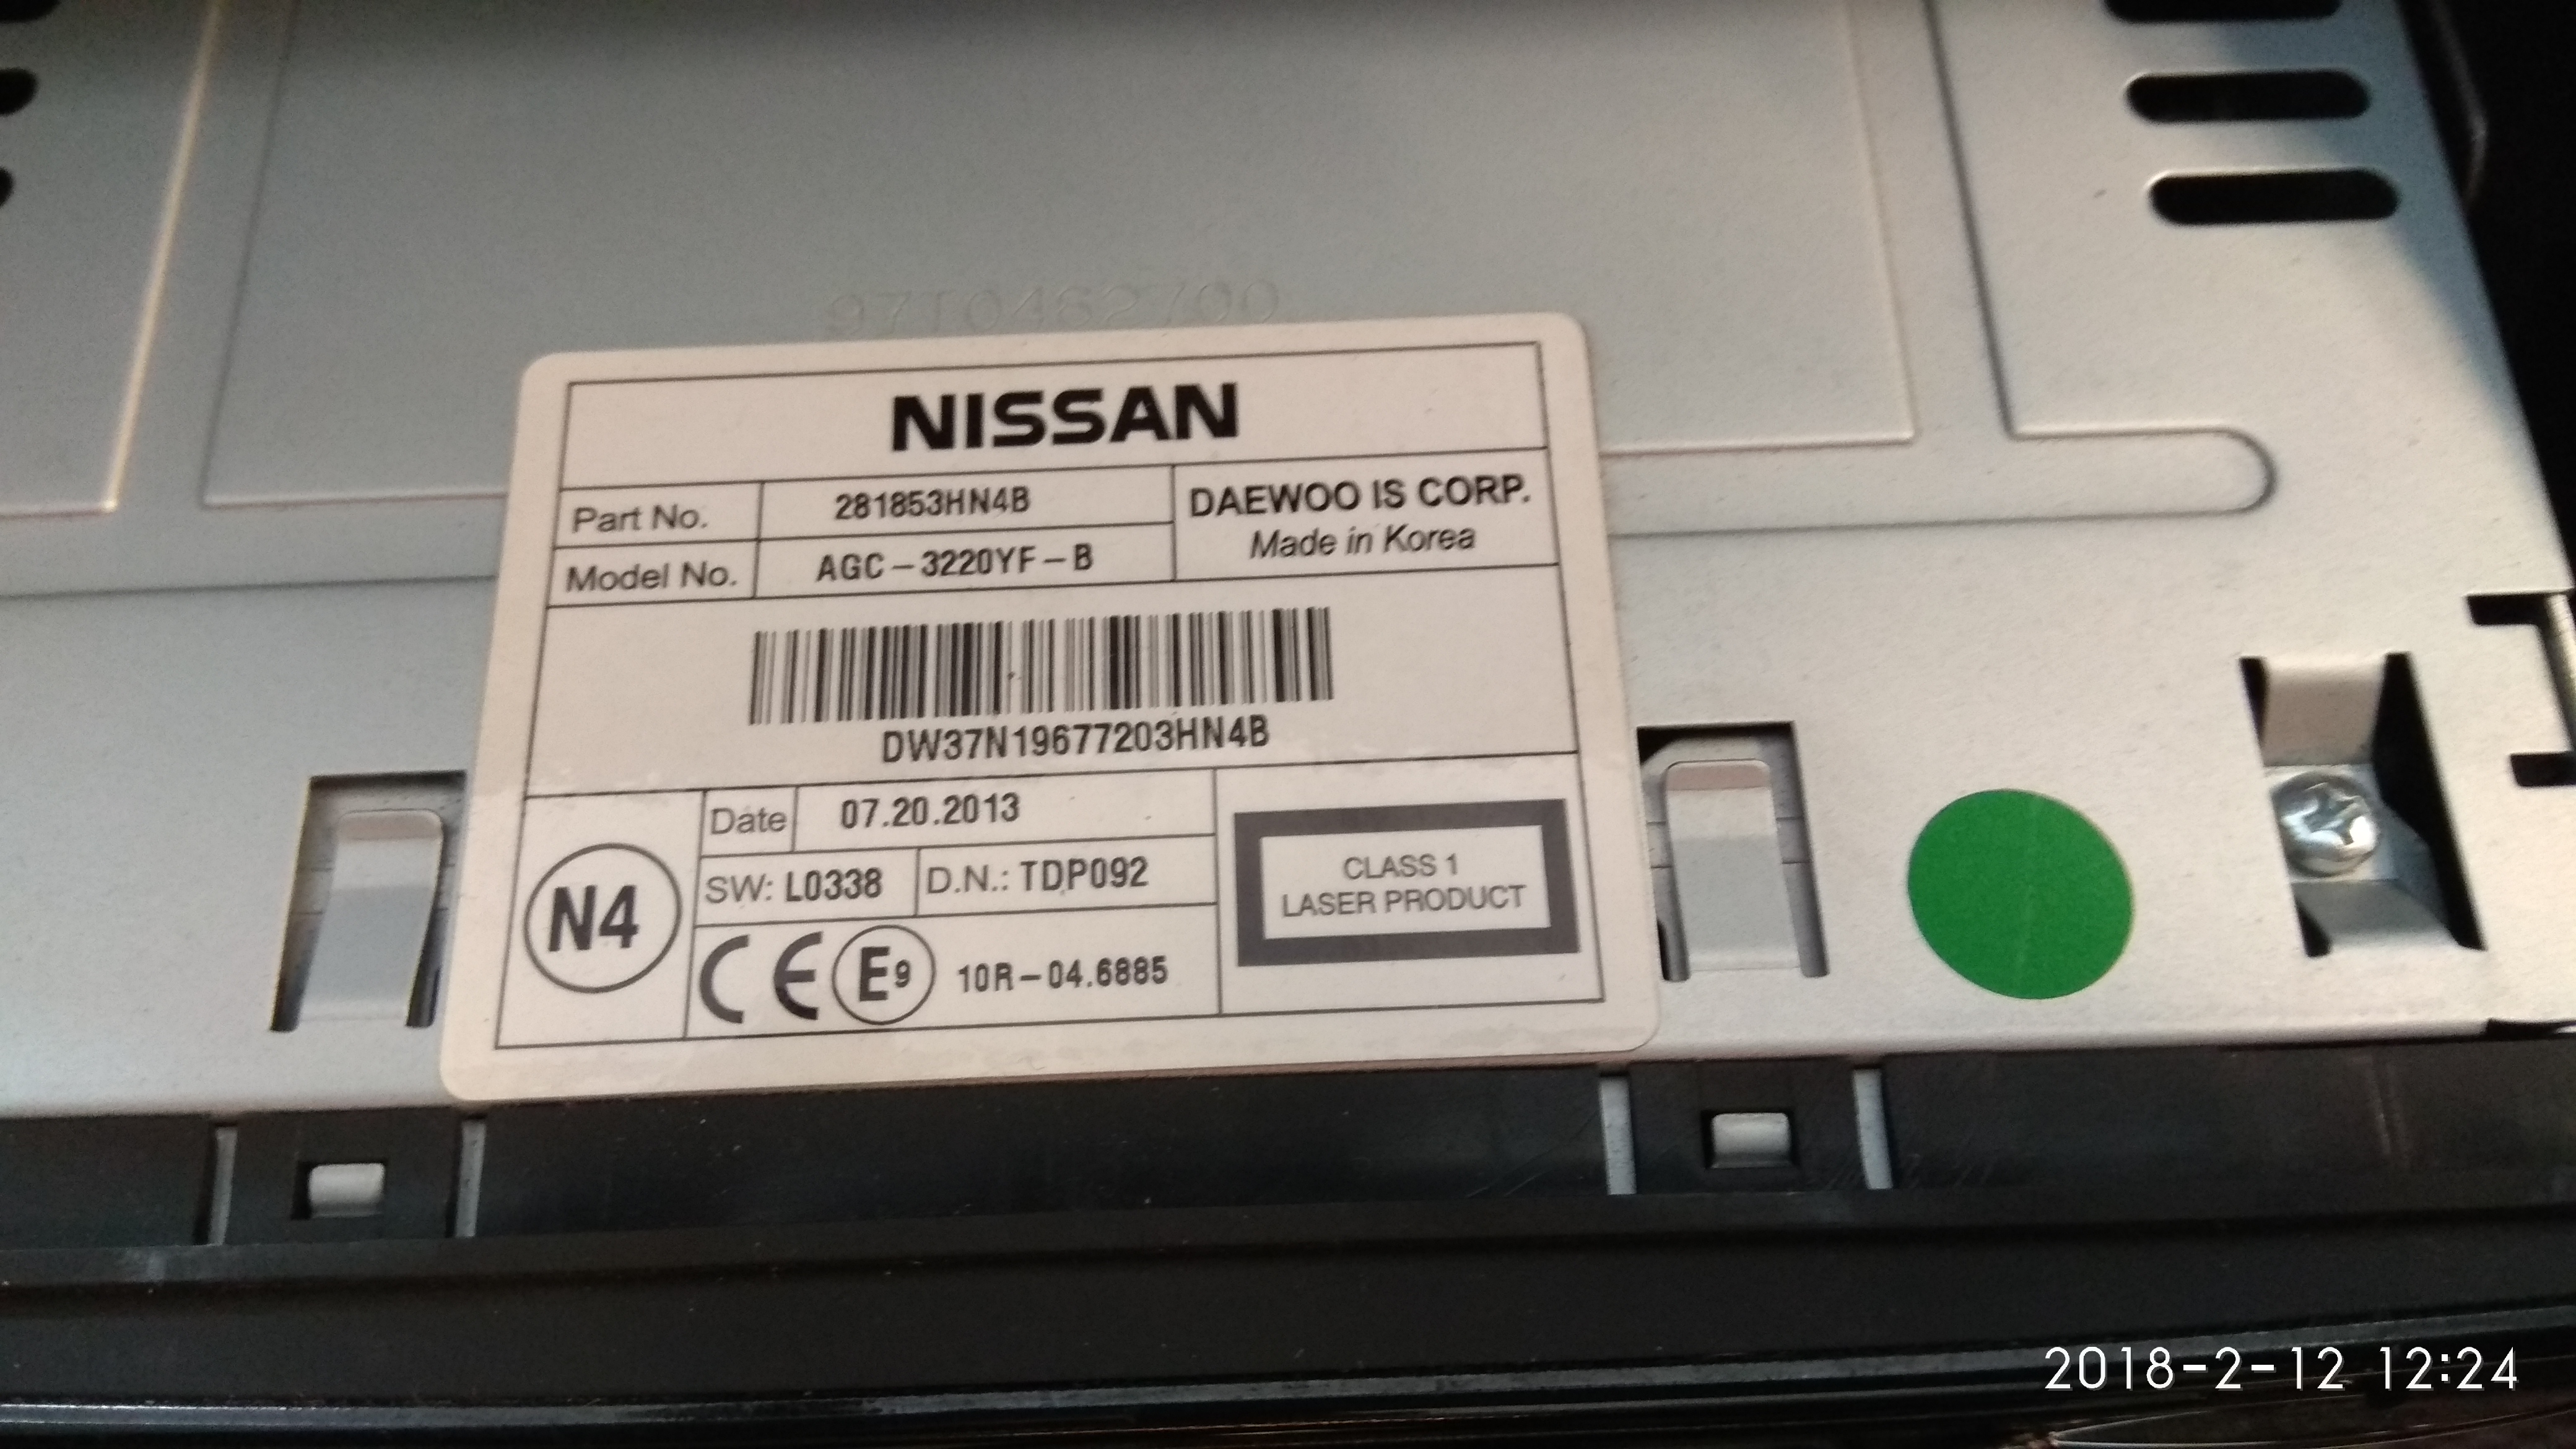 97T0462700
NISSAN
Part No. 281853HN4B
DAEWOO IS CORP.
Made in Korea
Model No. AGC-3220YF-B
DW37N19677203HN4B
N4
Date 07.20.2013
SW: L0338 D.N.: TDP092
CE E9 10R-04.6885
CLASS 1
LASER PRODUCT
2018-2-12 12:24